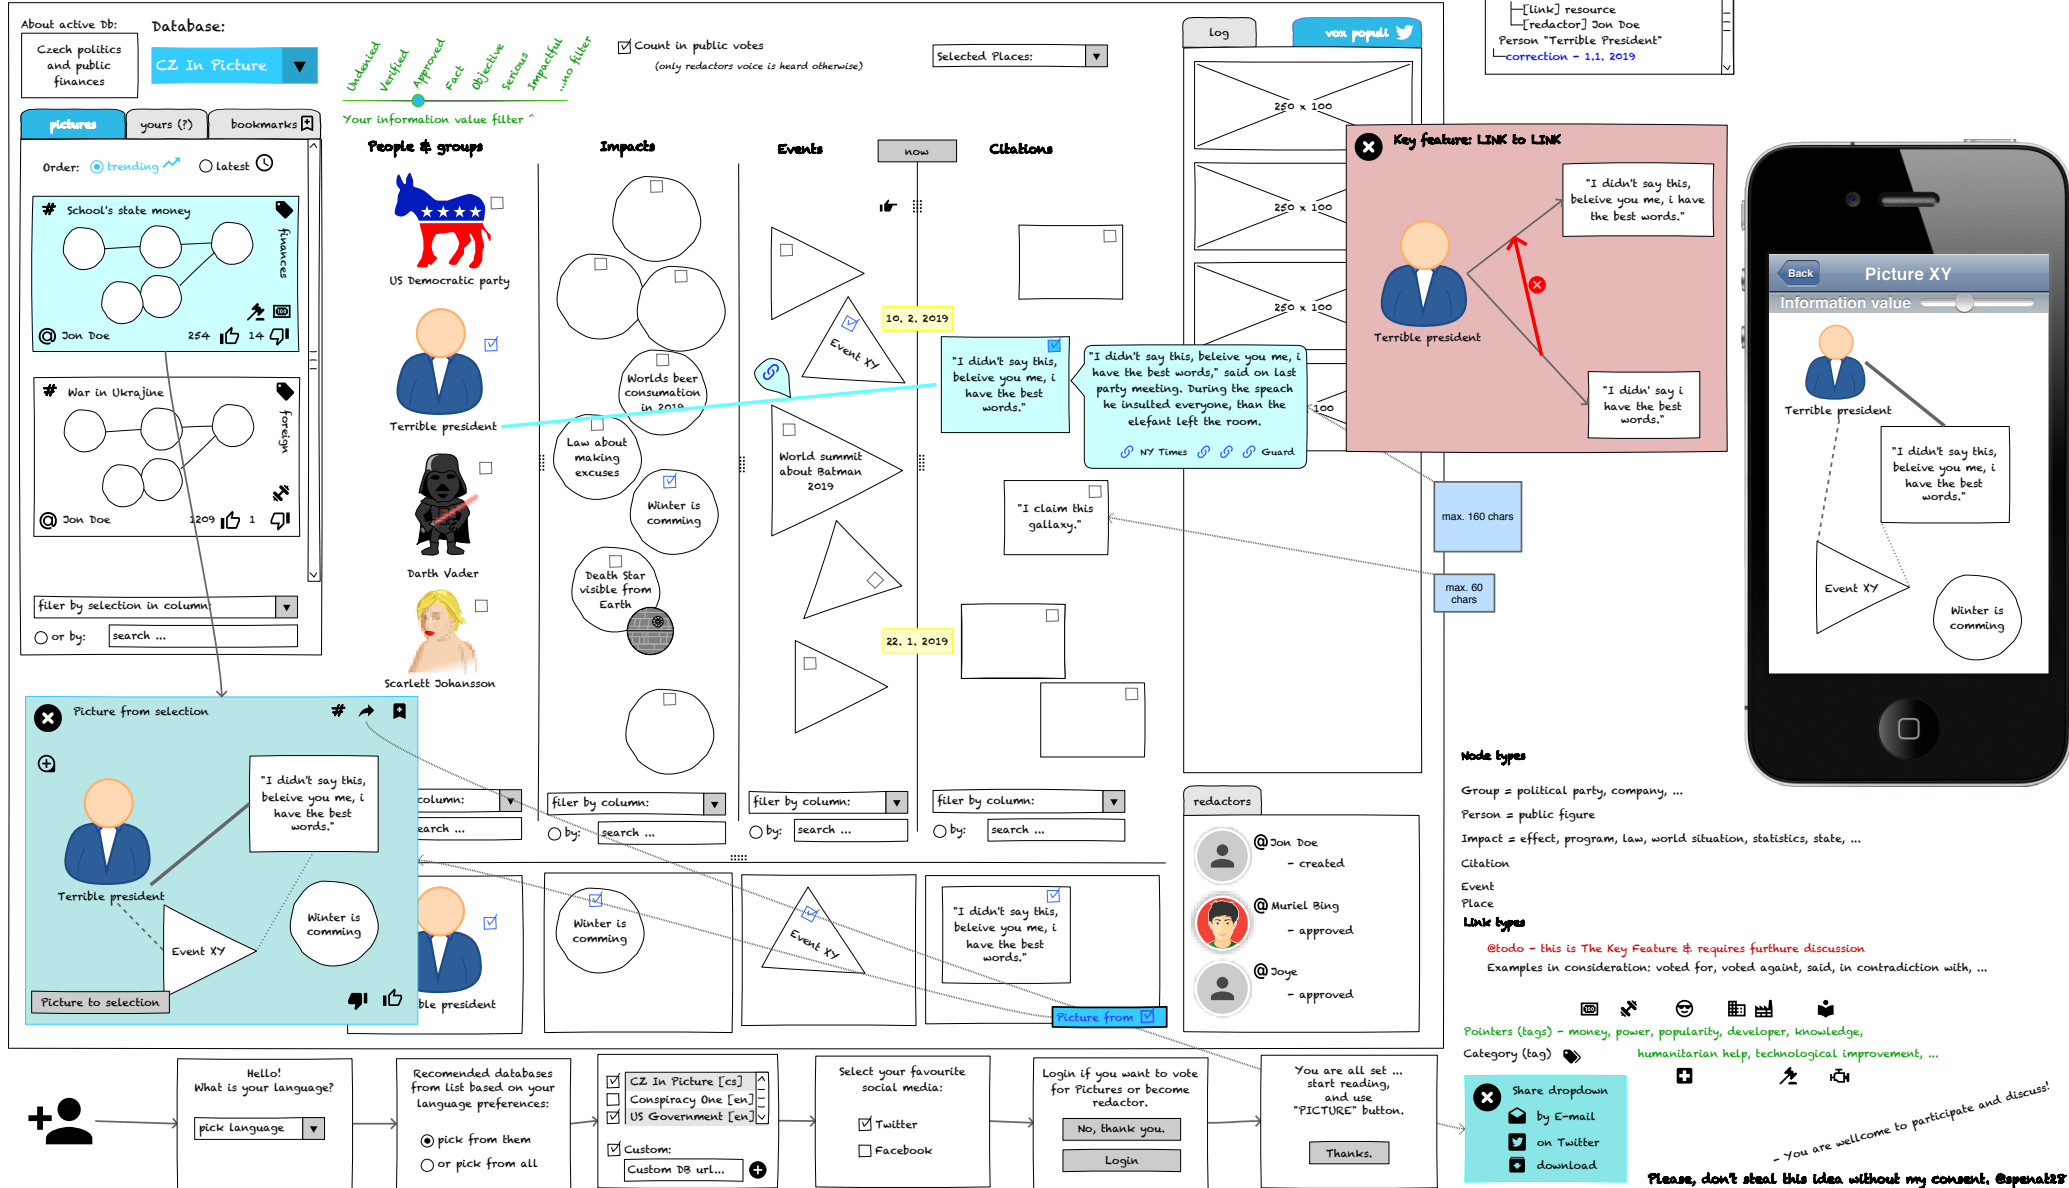 About active Db:
Czech politics
and public
finances
Database:
CZ In Picture
Undenied
Verified
Approved
Fact
Objective
Serious
Impactful
...no filter
Your information value filter ^
Count in public votes
(only redactors voice is heard otherwise)
Selected Places:
log
vox populi
[link] resource
[redactor] Jon Doe
Person "Terrible President"
correction - 1.1. 2019
pictures
yours (?)
bookmarks
Order:
trending
latest
# School's state money
finances
@ Jon Doe
254
14
# War in Ukrajine
foreign
@ Jon Doe
1209
1
filer by selection in column:
or by:
search ...
People & groups
US Democratic party
Terrible president
Darth Vader
Scarlett Johansson
column:
earch ...
Impacts
Worlds beer
consumation
in 2019
Law about
making
excuses
Winter is
comming
Death Star
visible from
Earth
filer by column:
by:
search ...
Events
now
Event XY
World summit
about Batman
2019
10. 2. 2019
22. 1. 2019
filer by column:
by:
search ...
Citations
"I didn't say this,
beleive you me, i
have the best
words."
"I didn't say this, beleive you me, i
have the best words," said on last
party meeting. During the speach
he insulted everyone, than the
elefant left the room.
NY Times
Guard
"I claim this
gallaxy."
filer by column:
by:
search ...
250 x 100
250 x 100
250 x 100
100
Key feature: LINK to LINK
"I didn't say this,
beleive you me, i have
the best words."
Terrible president
"I didn' say i
have the best
words."
max. 160 chars
max. 60
chars
Back
Picture XY
Information value
Terrible president
"I didn't say this,
beleive you me, i
have the best
words."
Event XY
Winter is
comming
Picture from selection
#
"I didn't say this,
beleive you me, i
have the best
words."
Terrible president
Event XY
Winter is
comming
Picture to selection
ble president
Winter is
comming
Event XY
"I didn't say this,
beleive you me, i
have the best
words."
Picture from
redactors
@Jon Doe
- created
@Muriel Bing
- approved
@Joye
- approved
Node types
Group = political party, company, ...
Person = public figure
Impact = effect, program, law, world situation, statistics, state, ...
Citation
Event
Place
Link types
@todo - this is The Key Feature & requires furthure discussion
Examples in consideration: voted for, voted againt, said, in contradiction with, ...
Pointers (tags) - money, power, popularity, developer, knowledge,
Category (tag)
humanitarian help, technological improvement, ...
Hello!
What is your language?
pick language
Recomended databases
from list based on your
language preferences:
pick from them
or pick from all
CZ In Picture [cs]
Conspiracy One [en]
US Government [en]
Custom:
Custom DB url...
Select your favourite
social media:
Twitter
Facebook
Login if you want to vote
for Pictures or become
redactor.
No, thank you.
Login
You are all set ...
start reading,
and use
"PICTURE" button.
Thanks.
Share dropdown
by E-mail
on Twitter
download
- You are wellcome to participate and discuss!
Please, don't steal this idea without my consent. @spenat28